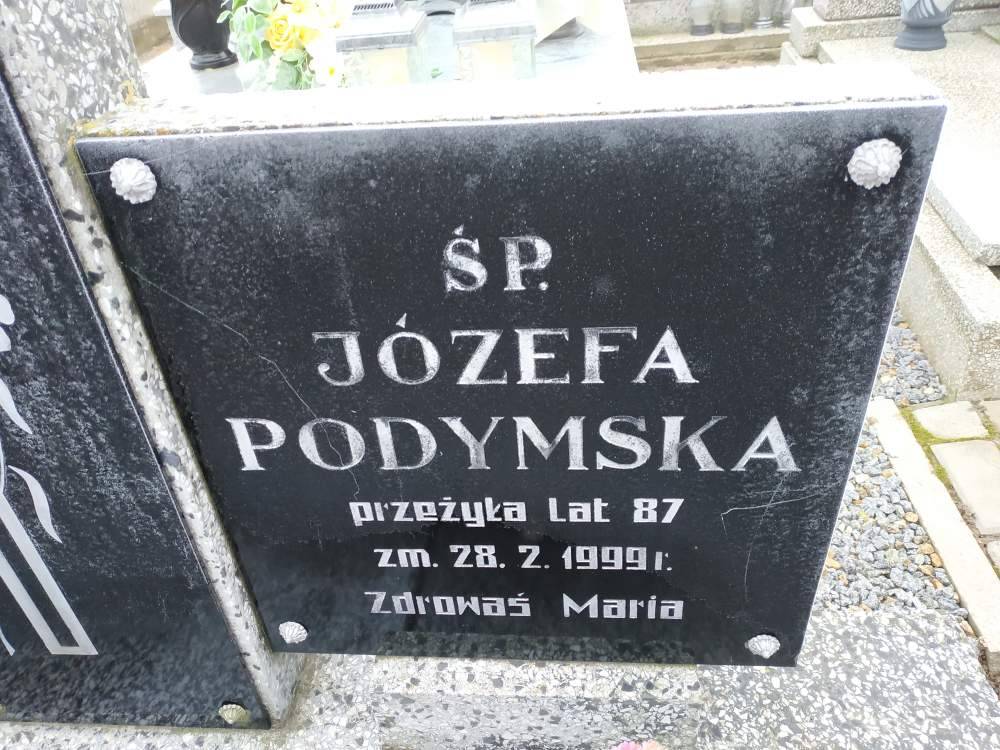 ŚP.
JÓZEFA
PODYMSKA
przeżyła Lat 87
zm. 28. 2. 1999 r.
Zdrowaś Maria